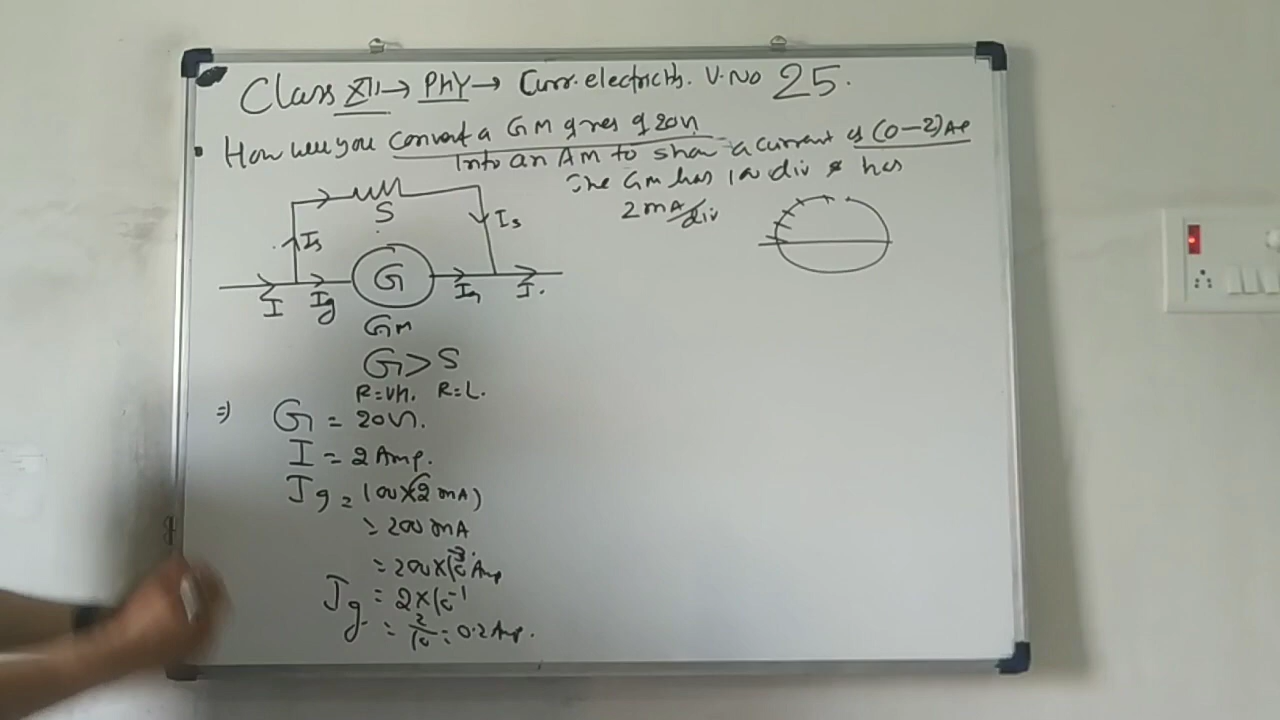 Class XII → PHY → Curr. electricity. V.No 25.
How will you convert a GM of res of 20Ω
into an AM to show a current of (0-2) Ap
The GM has 100 div & has
2mA/div
S
Is
Is
G
I
Ig
Ig
I.
GM
G > S
R=VH. R=L.
⇒ G = 20Ω.
I = 2 Amp.
Ig = 100×(2 mA)
= 200 mA
= 200×10⁻³ Amp
Ig = 2×10⁻¹
= 2/10 = 0.2 Amp.